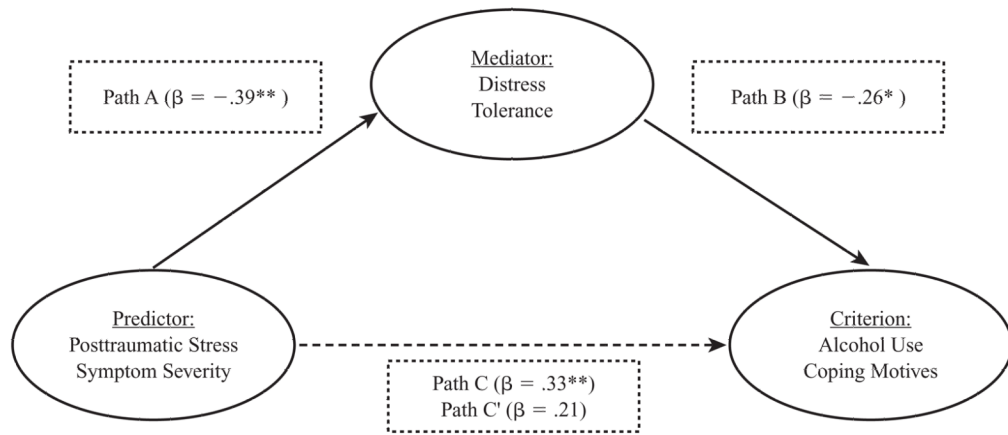 Mediator:
Distress
Tolerance
Path A (β = −.39** )
Path B (β = −.26* )
Predictor:
Posttraumatic Stress
Symptom Severity
Criterion:
Alcohol Use
Coping Motives
Path C (β = .33**)
Path C' (β = .21)